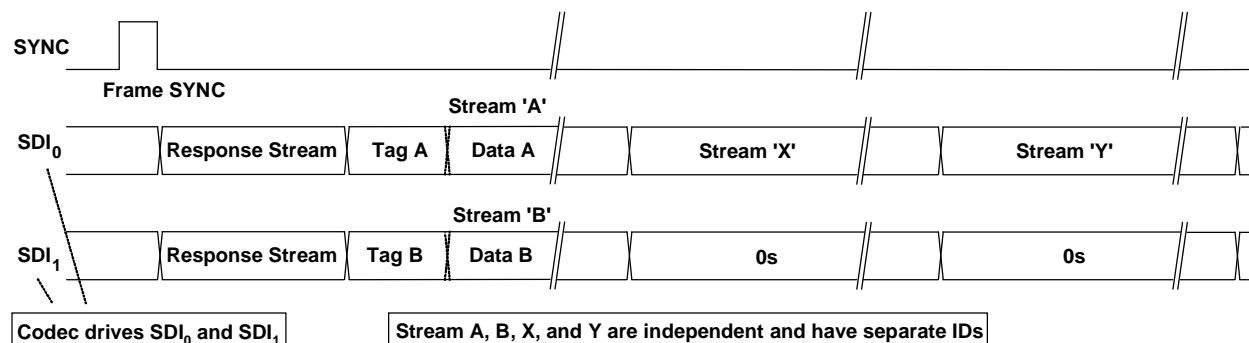 SYNC
Frame SYNC
Stream 'A'
SDI0 Response Stream Tag A Data A Stream 'X' Stream 'Y'
Stream 'B'
SDI1 Response Stream Tag B Data B 0s 0s
Codec drives SDI0 and SDI1 Stream A, B, X, and Y are independent and have separate IDs